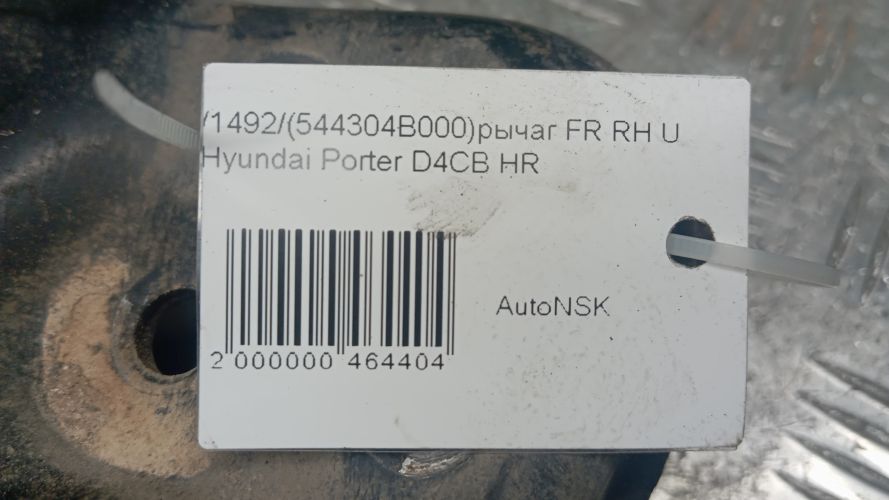 /1492/(544304B000)рычаг FR RH U
Hyundai Porter D4CB HR
AutoNSK
2 000000 464404